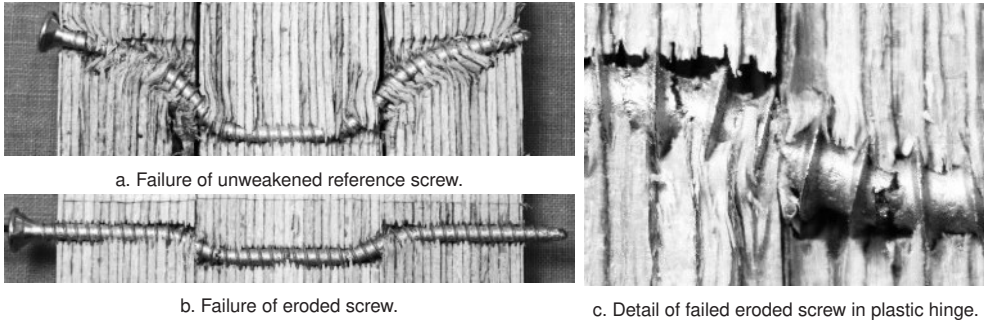 a. Failure of unweakened reference screw.
b. Failure of eroded screw.
c. Detail of failed eroded screw in plastic hinge.